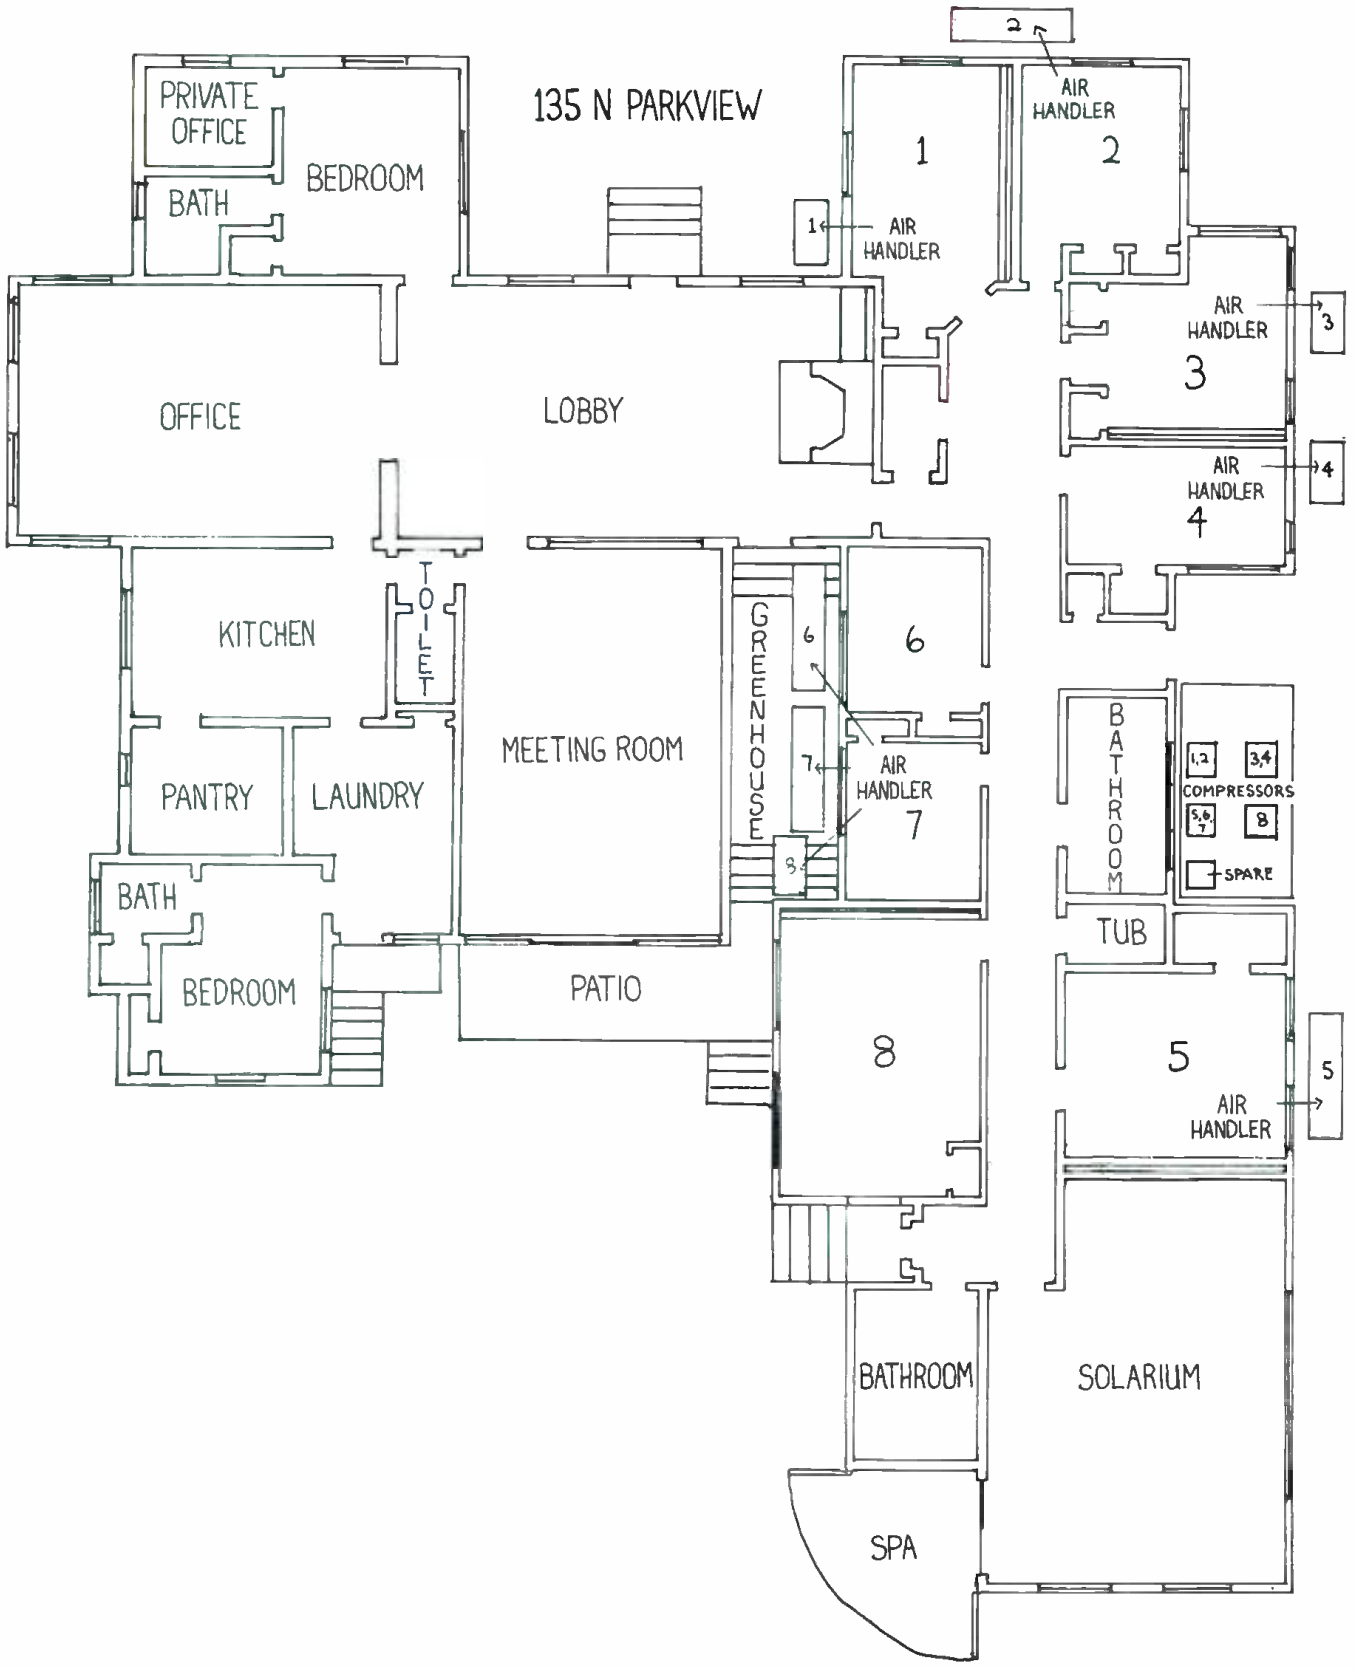 2
PRIVATE
OFFICE
BEDROOM
BATH
135 N PARKVIEW
1
1
AIR
HANDLER
AIR
HANDLER
2
AIR
HANDLER
3
3
OFFICE
LOBBY
AIR
HANDLER
4
4
KITCHEN
TOILET
MEETING ROOM
GREENHOUSE
6
6
7
AIR
HANDLER
7
8
PANTRY
LAUNDRY
BATHROOM
1,2
3,4
COMPRESSORS
5,6,
7
8
SPARE
BATH
BEDROOM
TUB
PATIO
8
5
5
AIR
HANDLER
BATHROOM
SOLARIUM
SPA